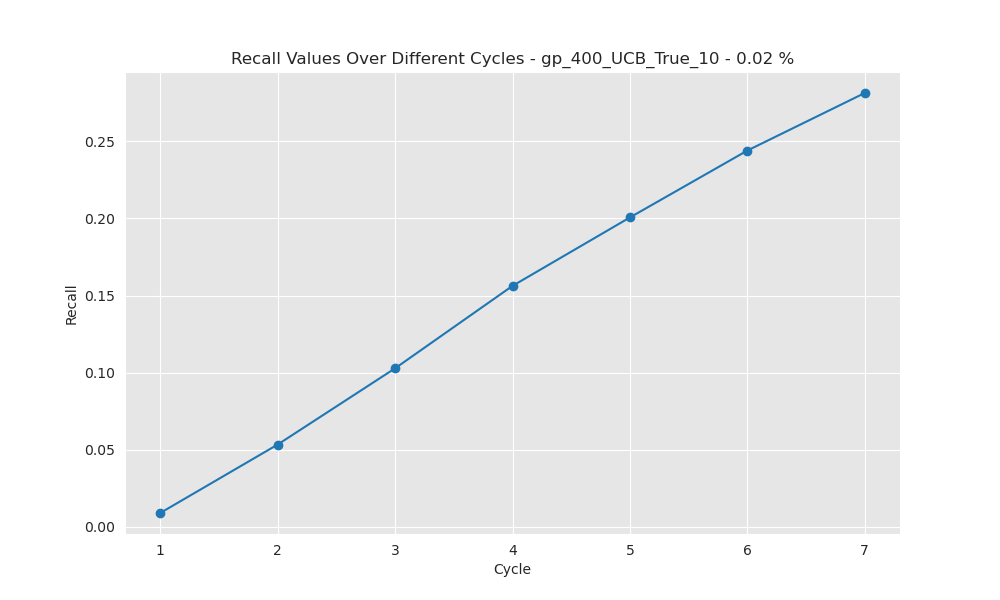 Recall Values Over Different Cycles - gp_400_UCB_True_10 - 0.02 %
Recall
0.25
0.20
0.15
0.10
0.05
0.00
1 2 3 4 5 6 7
Cycle